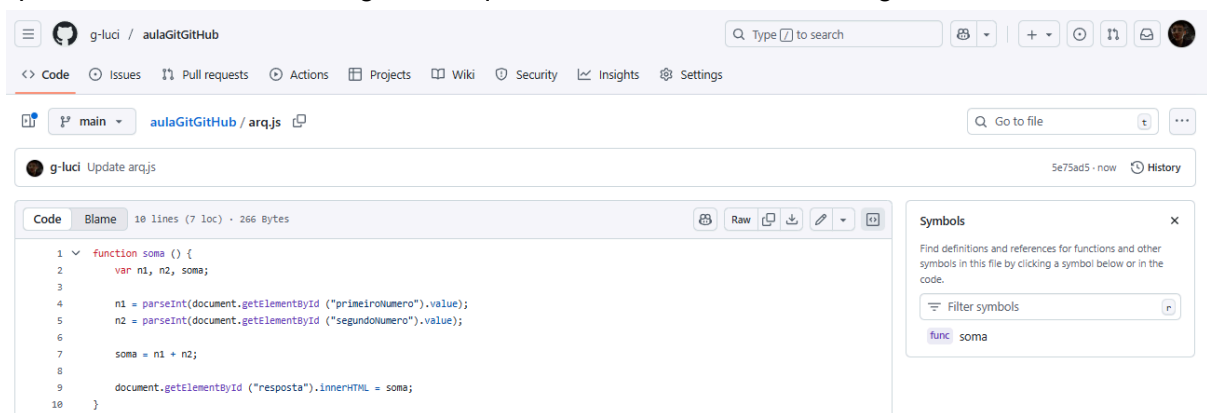 g-luci / aulaGitGitHub
Type / to search
Code Issues Pull requests Actions Projects Wiki Security Insights Settings
main aulaGitGitHub / arq.js
Go to file t
g-luci Update arq.js
5e75ad5 · now History
Code Blame 10 lines (7 loc) · 266 Bytes
Raw
1 function soma () {
2 var n1, n2, soma;
3
4 n1 = parseInt(document.getElementById ("primeiroNumero").value);
5 n2 = parseInt(document.getElementById ("segundoNumero").value);
6
7 soma = n1 + n2;
8
9 document.getElementById ("resposta").innerHTML = soma;
10 }
Symbols
Find definitions and references for functions and other
symbols in this file by clicking a symbol below or in the
code.
Filter symbols r
func soma